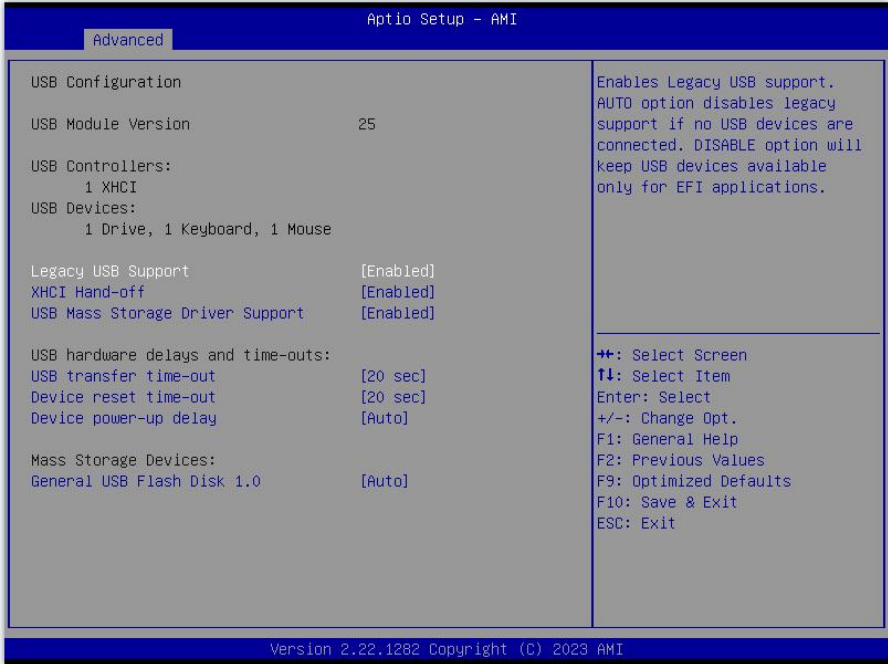 Aptio Setup – AMI
Advanced
USB Configuration
USB Module Version 25
USB Controllers:
1 XHCI
USB Devices:
1 Drive, 1 Keyboard, 1 Mouse
Legacy USB Support [Enabled]
XHCI Hand-off [Enabled]
USB Mass Storage Driver Support [Enabled]
USB hardware delays and time-outs:
USB transfer time-out [20 sec]
Device reset time-out [20 sec]
Device power-up delay [Auto]
Mass Storage Devices:
General USB Flash Disk 1.0 [Auto]
Enables Legacy USB support.
AUTO option disables legacy
support if no USB devices are
connected. DISABLE option will
keep USB devices available
only for EFI applications.
→←: Select Screen
↑↓: Select Item
Enter: Select
+/-: Change Opt.
F1: General Help
F2: Previous Values
F9: Optimized Defaults
F10: Save & Exit
ESC: Exit
Version 2.22.1282 Copyright (C) 2023 AMI